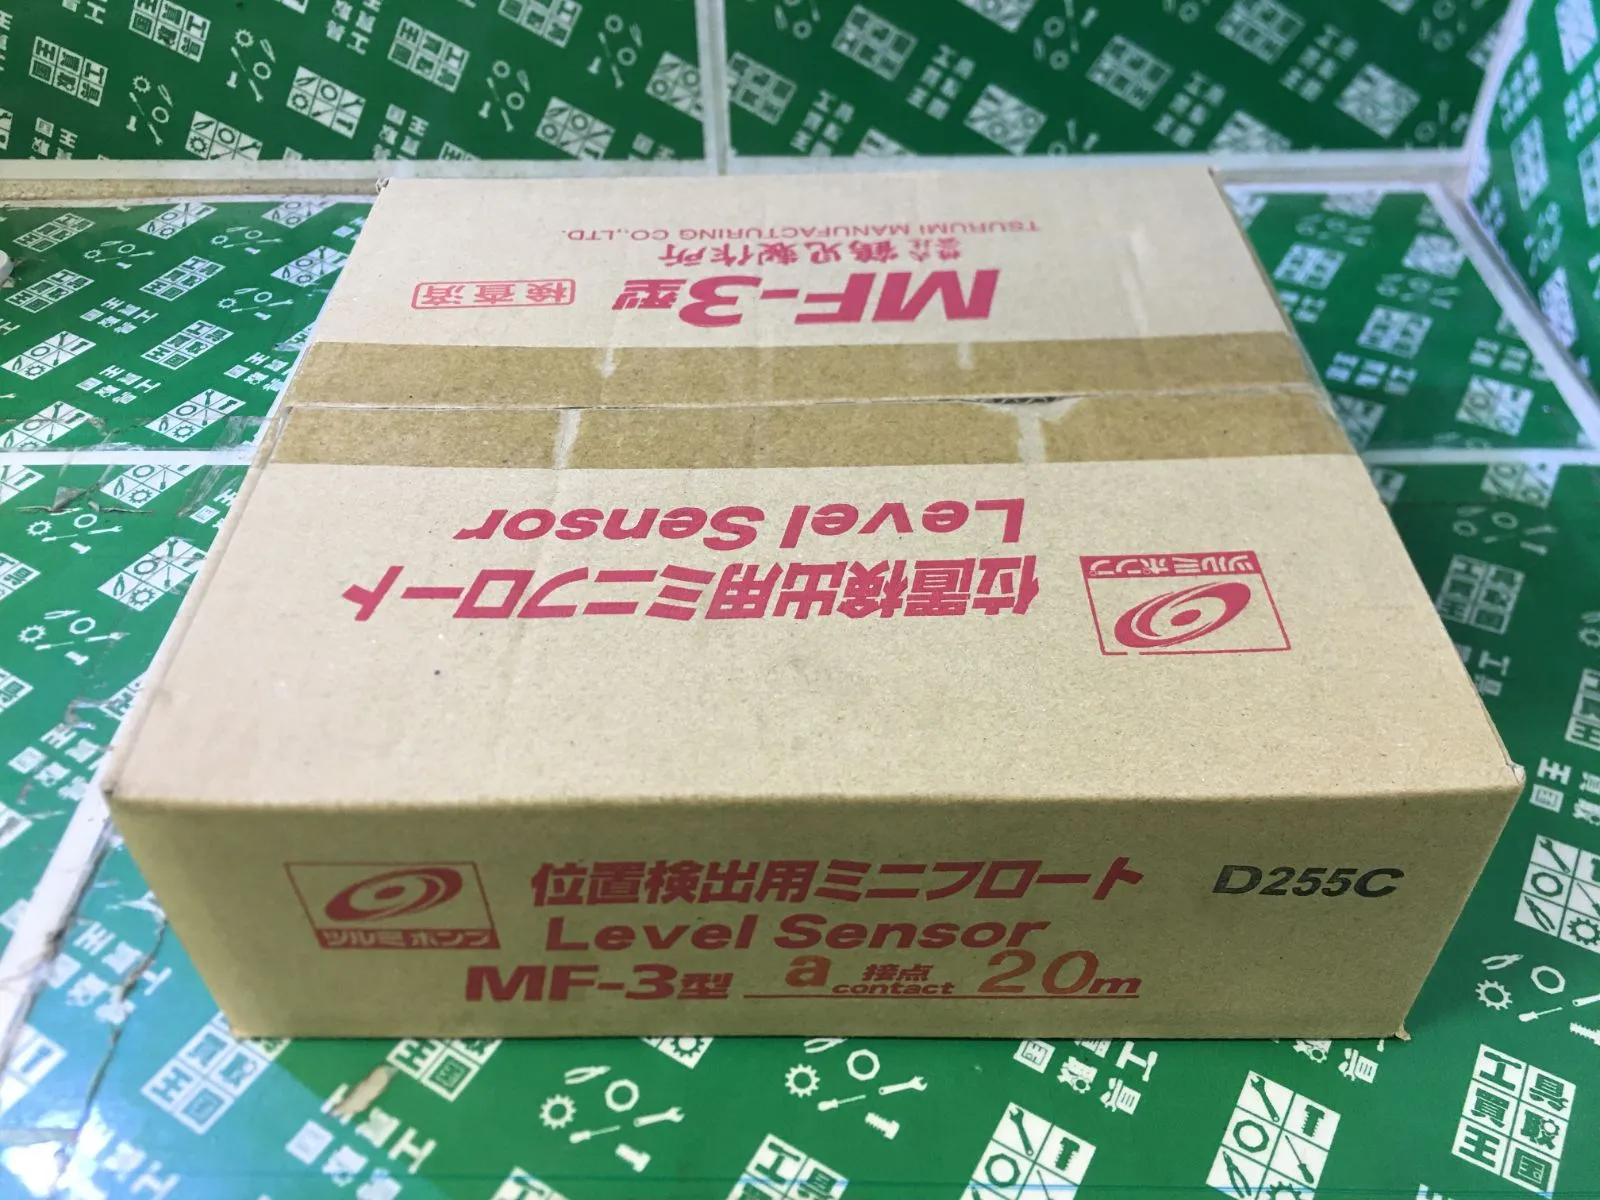 TSURUMI MANUFACTURING CO.,LTD.
株式会社 鶴見製作所
MF-3型 検査済
Level Sensor
位置検出用ミニフロート
ツルミポンプ
位置検出用ミニフロート D255C
ツルミポンプ
Level Sensor
MF-3型 a 接点 contact 20m
工具買取王国